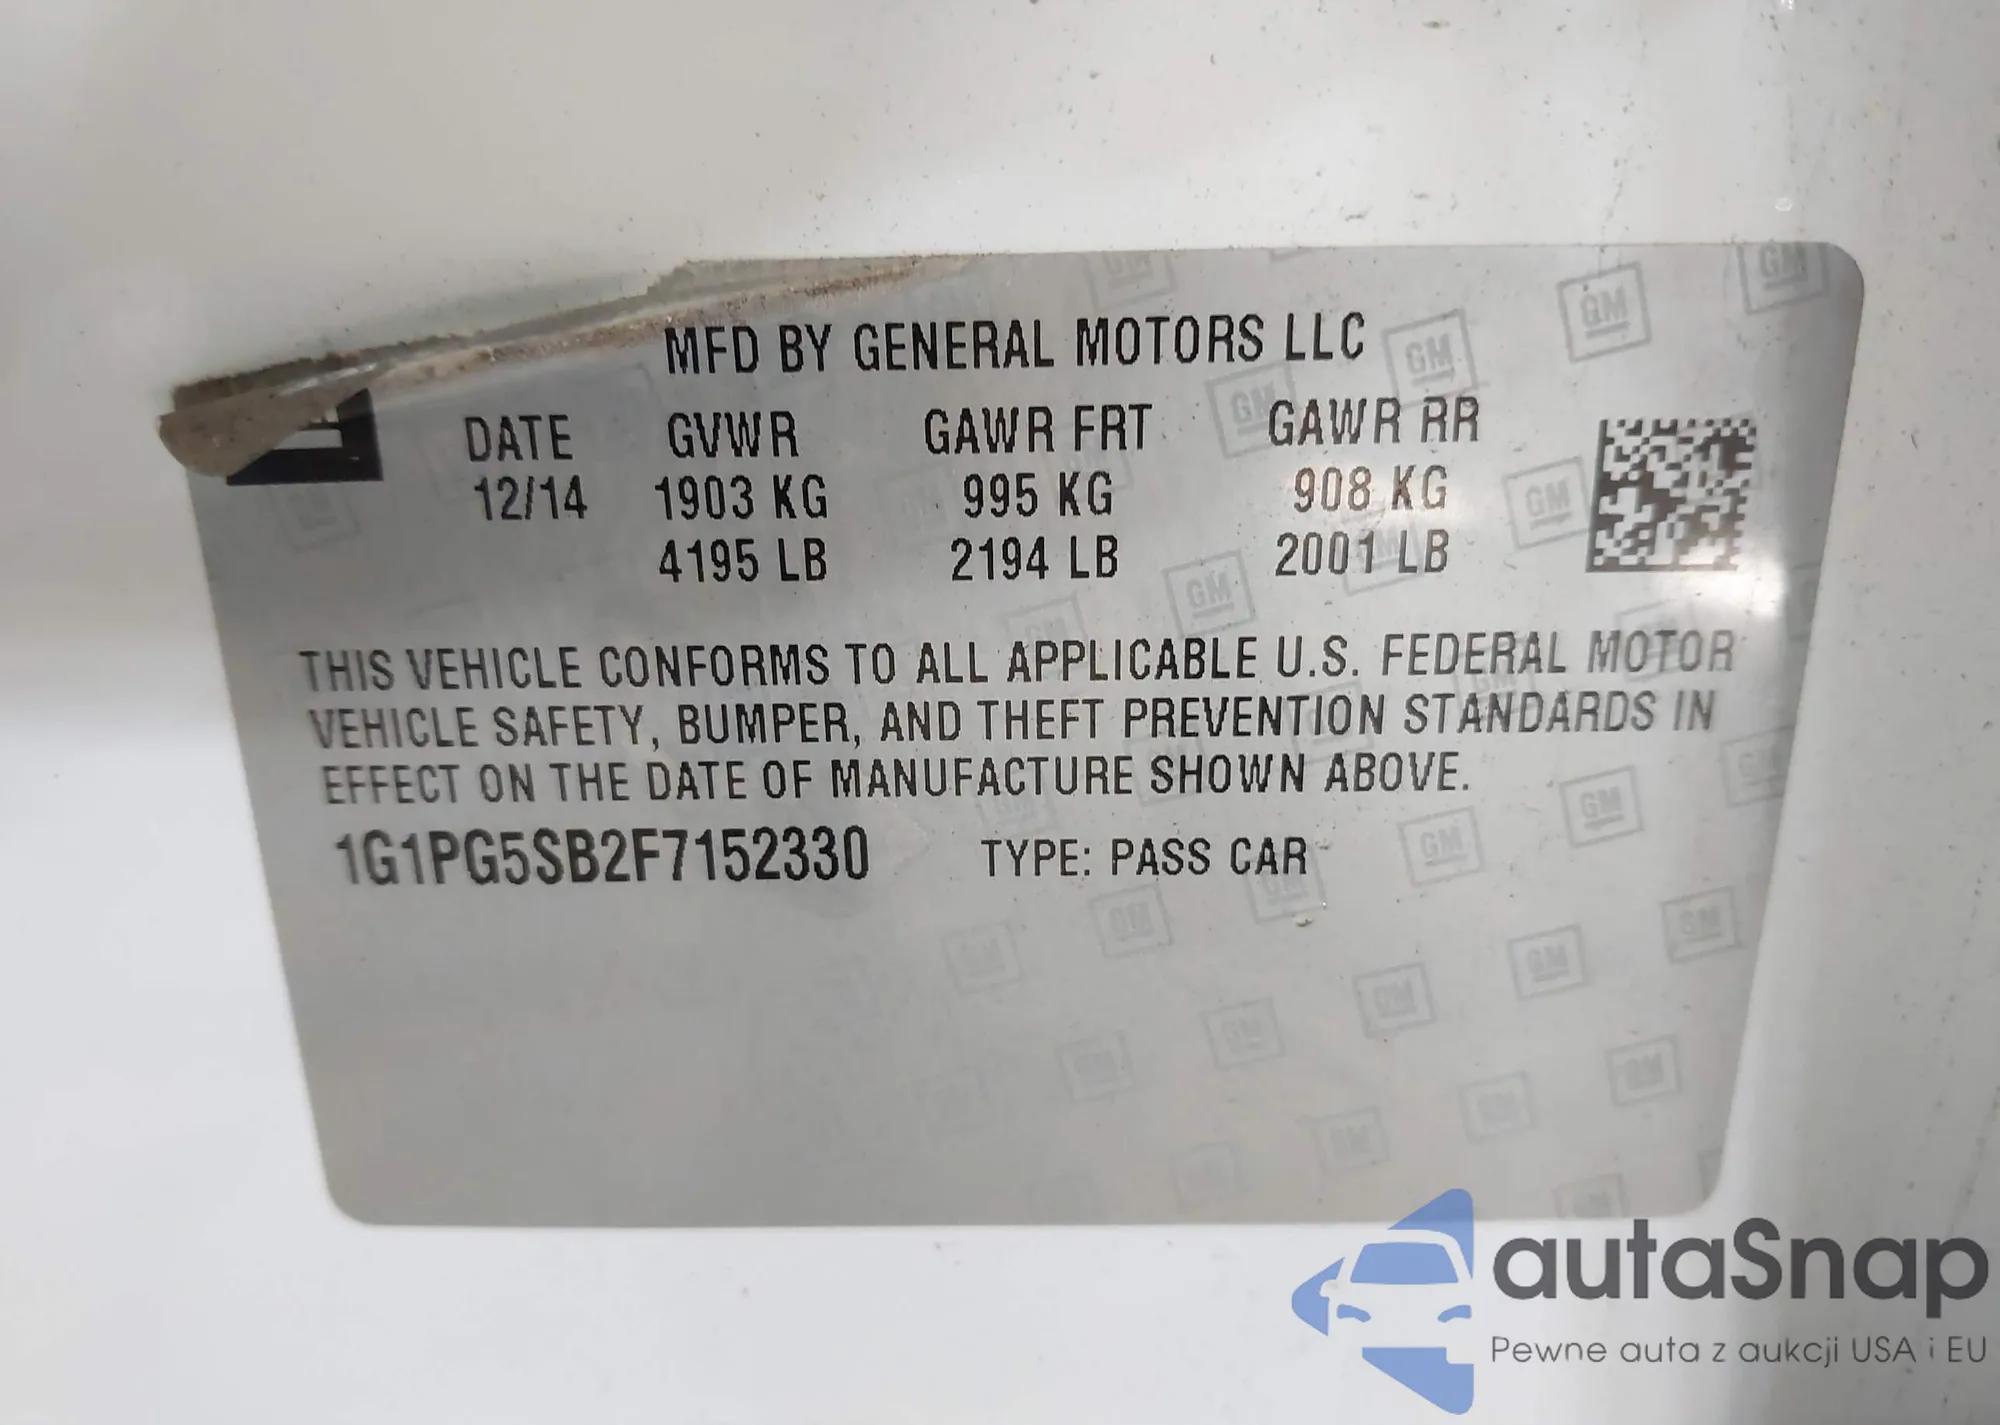 MFD BY GENERAL MOTORS LLC
DATE GVWR GAWR FRT GAWR RR
12/14 1903 KG 995 KG 908 KG
4195 LB 2194 LB 2001 LB
THIS VEHICLE CONFORMS TO ALL APPLICABLE U.S. FEDERAL MOTOR
VEHICLE SAFETY, BUMPER, AND THEFT PREVENTION STANDARDS IN
EFFECT ON THE DATE OF MANUFACTURE SHOWN ABOVE.
1G1PG5SB2F7152330 TYPE: PASS CAR
GM
autaSnap
Pewne auta z aukcji USA i EU